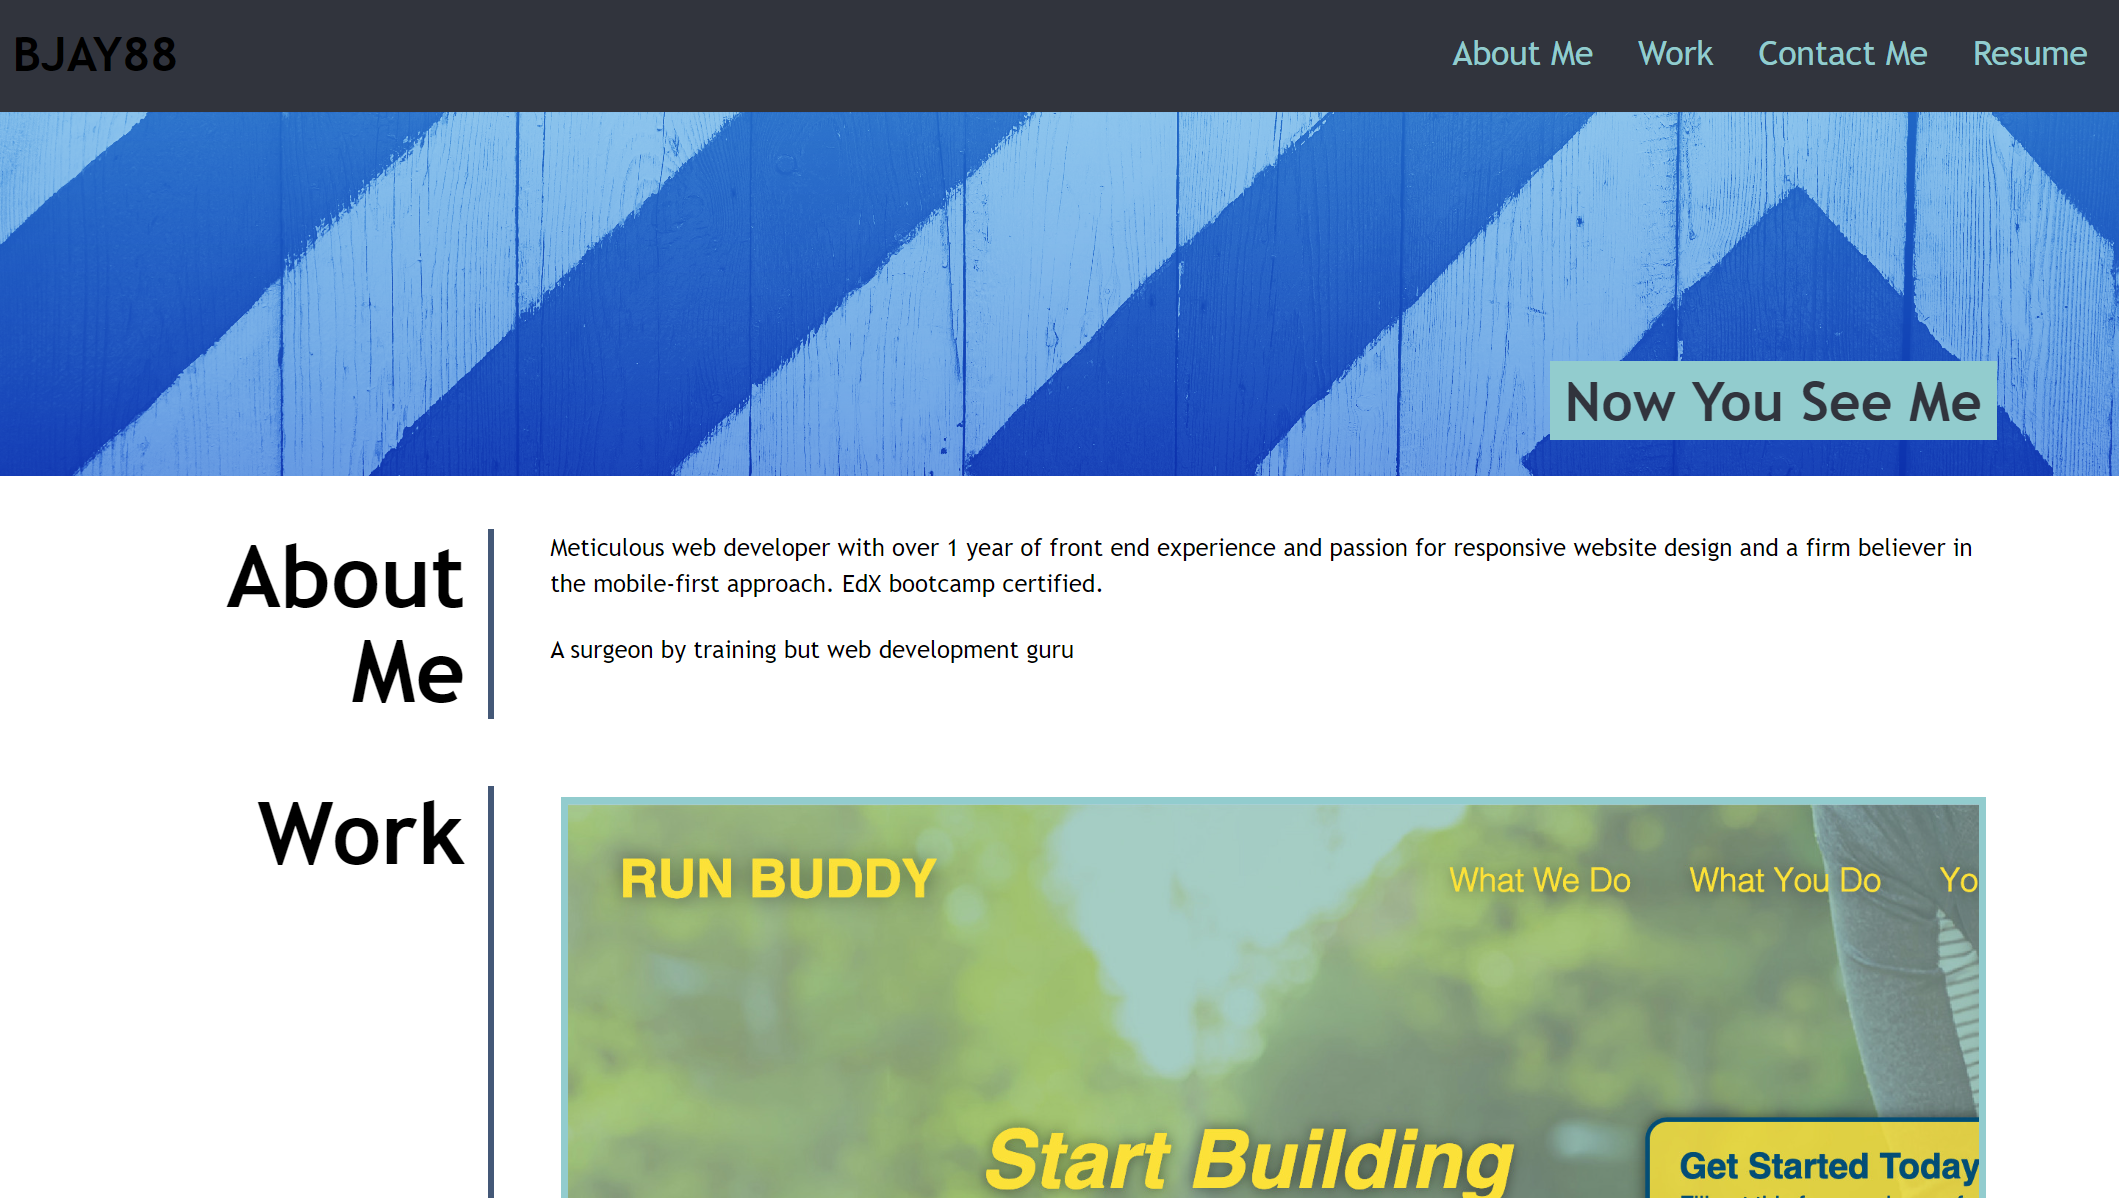 BJAY88
About Me Work Contact Me Resume
Now You See Me
About
Me
Meticulous web developer with over 1 year of front end experience and passion for responsive website design and a firm believer in
the mobile-first approach. EdX bootcamp certified.
A surgeon by training but web development guru
Work
RUN BUDDY
What We Do What You Do Yo
Start Building
Get Started Today